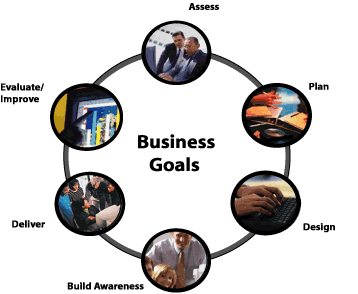 Assess
Evaluate/
Improve
Plan
Business
Goals
Deliver
Design
Build Awareness